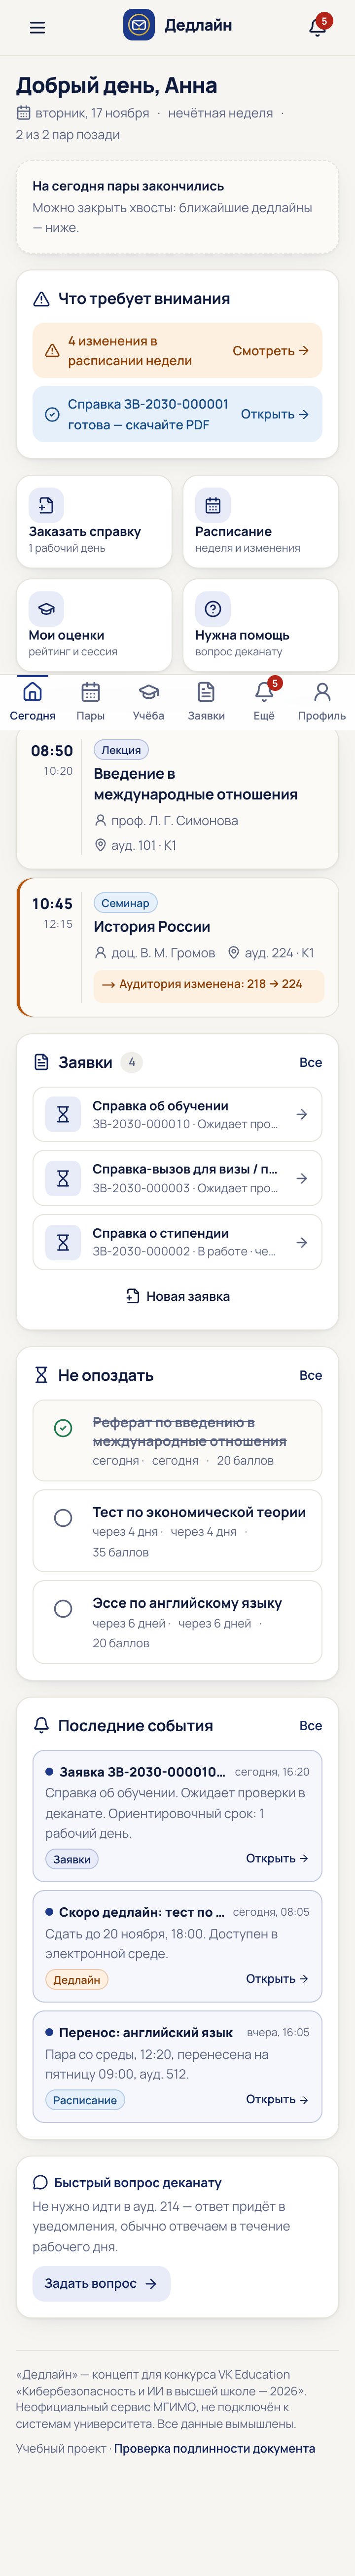 Дедлайн
5
Добрый день, Анна
вторник, 17 ноября · нечётная неделя ·
2 из 2 пар позади
На сегодня пары закончились
Можно закрыть хвосты: ближайшие дедлайны
— ниже.
Что требует внимания
4 изменения в
расписании недели
Смотреть →
Справка ЗВ-2030-000001
готова — скачайте PDF
Открыть →
Заказать справку
1 рабочий день
Расписание
неделя и изменения
Мои оценки
рейтинг и сессия
Нужна помощь
вопрос деканату
Сегодня
Пары
Учёба
Заявки
5
Ещё
Профиль
08:50
10:20
Лекция
Введение в
международные отношения
проф. Л. Г. Симонова
ауд. 101 · К1
10:45
12:15
Семинар
История России
доц. В. М. Громов ауд. 224 · К1
→ Аудитория изменена: 218 → 224
Заявки 4
Все
Справка об обучении
ЗВ-2030-000010 · Ожидает про…
Справка-вызов для визы / п…
ЗВ-2030-000003 · Ожидает про…
Справка о стипендии
ЗВ-2030-000002 · В работе · че…
Новая заявка
Не опоздать
Все
Реферат по введению в
международные отношения
сегодня · сегодня · 20 баллов
Тест по экономической теории
через 4 дня · через 4 дня ·
35 баллов
Эссе по английскому языку
через 6 дней · через 6 дней ·
20 баллов
Последние события
Все
Заявка ЗВ-2030-000010… сегодня, 16:20
Справка об обучении. Ожидает проверки в
деканате. Ориентировочный срок: 1
рабочий день.
Заявки
Открыть →
Скоро дедлайн: тест по … сегодня, 08:05
Сдать до 20 ноября, 18:00. Доступен в
электронной среде.
Дедлайн
Открыть →
Перенос: английский язык вчера, 16:05
Пара со среды, 12:20, перенесена на
пятницу 09:00, ауд. 512.
Расписание
Открыть →
Быстрый вопрос деканату
Не нужно идти в ауд. 214 — ответ придёт в
уведомления, обычно отвечаем в течение
рабочего дня.
Задать вопрос →
«Дедлайн» — концепт для конкурса VK Education
«Кибербезопасность и ИИ в высшей школе — 2026».
Неофициальный сервис МГИМО, не подключён к
системам университета. Все данные вымышлены.
Учебный проект · Проверка подлинности документа